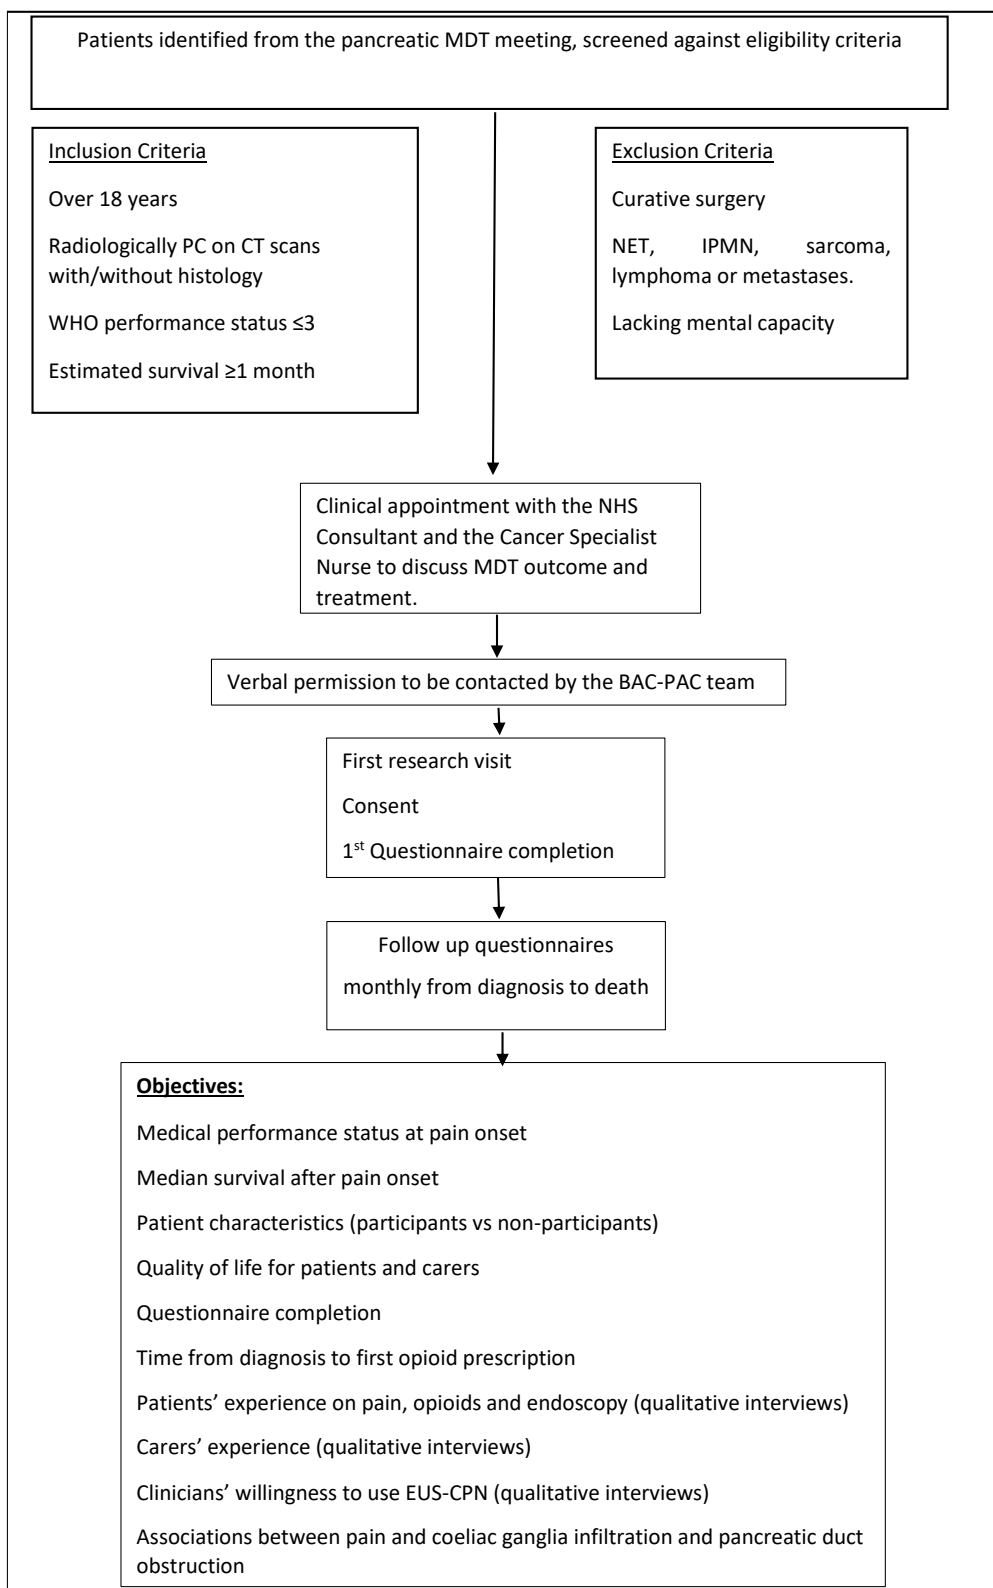 Patients identified from the pancreatic MDT meeting, screened against eligibility criteria
Inclusion Criteria
Over 18 years
Radiologically PC on CT scans
with/without histology
WHO performance status ≤3
Estimated survival ≥1 month
Exclusion Criteria
Curative surgery
NET, IPMN, sarcoma,
lymphoma or metastases.
Lacking mental capacity
Clinical appointment with the NHS
Consultant and the Cancer Specialist
Nurse to discuss MDT outcome and
treatment.
Verbal permission to be contacted by the BAC-PAC team
First research visit
Consent
1st Questionnaire completion
Follow up questionnaires
monthly from diagnosis to death
Objectives:
Medical performance status at pain onset
Median survival after pain onset
Patient characteristics (participants vs non-participants)
Quality of life for patients and carers
Questionnaire completion
Time from diagnosis to first opioid prescription
Patients’ experience on pain, opioids and endoscopy (qualitative interviews)
Carers’ experience (qualitative interviews)
Clinicians’ willingness to use EUS-CPN (qualitative interviews)
Associations between pain and coeliac ganglia infiltration and pancreatic duct
obstruction